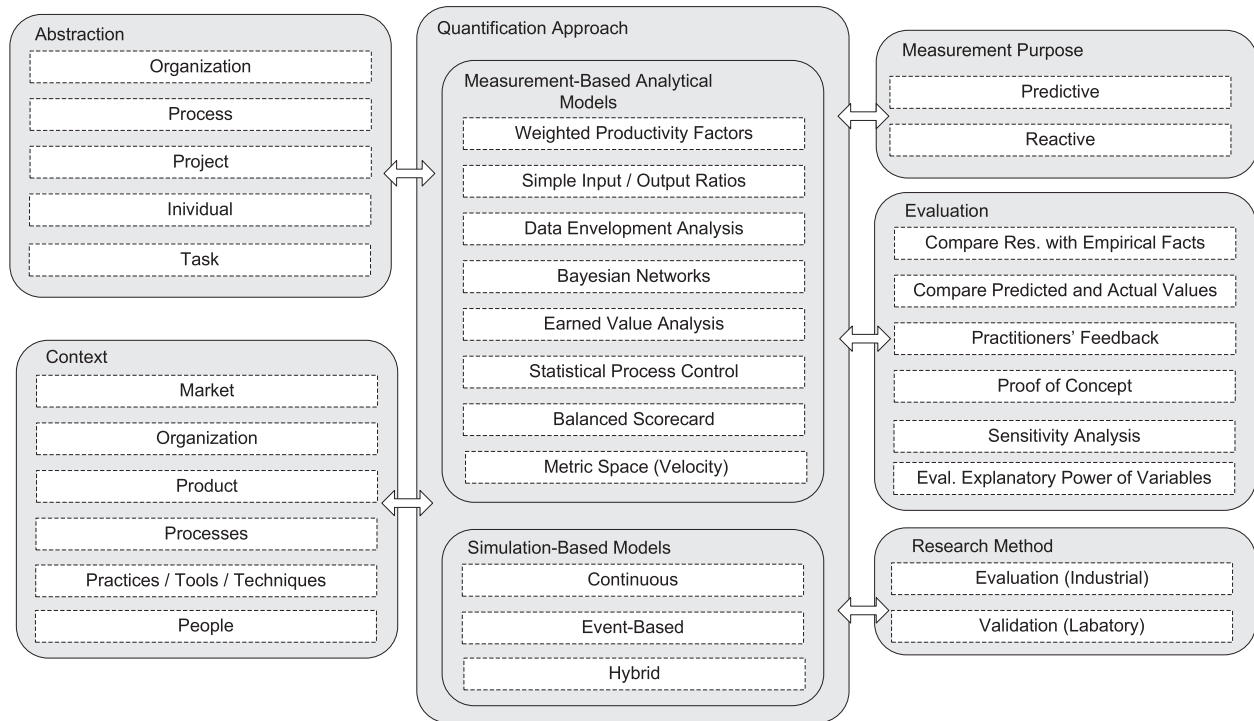 Abstraction
Organization
Process
Project
Inividual
Task
Context
Market
Organization
Product
Processes
Practices / Tools / Techniques
People
Quantification Approach
Measurement-Based Analytical
Models
Weighted Productivity Factors
Simple Input / Output Ratios
Data Envelopment Analysis
Bayesian Networks
Earned Value Analysis
Statistical Process Control
Balanced Scorecard
Metric Space (Velocity)
Simulation-Based Models
Continuous
Event-Based
Hybrid
Measurement Purpose
Predictive
Reactive
Evaluation
Compare Res. with Empirical Facts
Compare Predicted and Actual Values
Practitioners’ Feedback
Proof of Concept
Sensitivity Analysis
Eval. Explanatory Power of Variables
Research Method
Evaluation (Industrial)
Validation (Labatory)